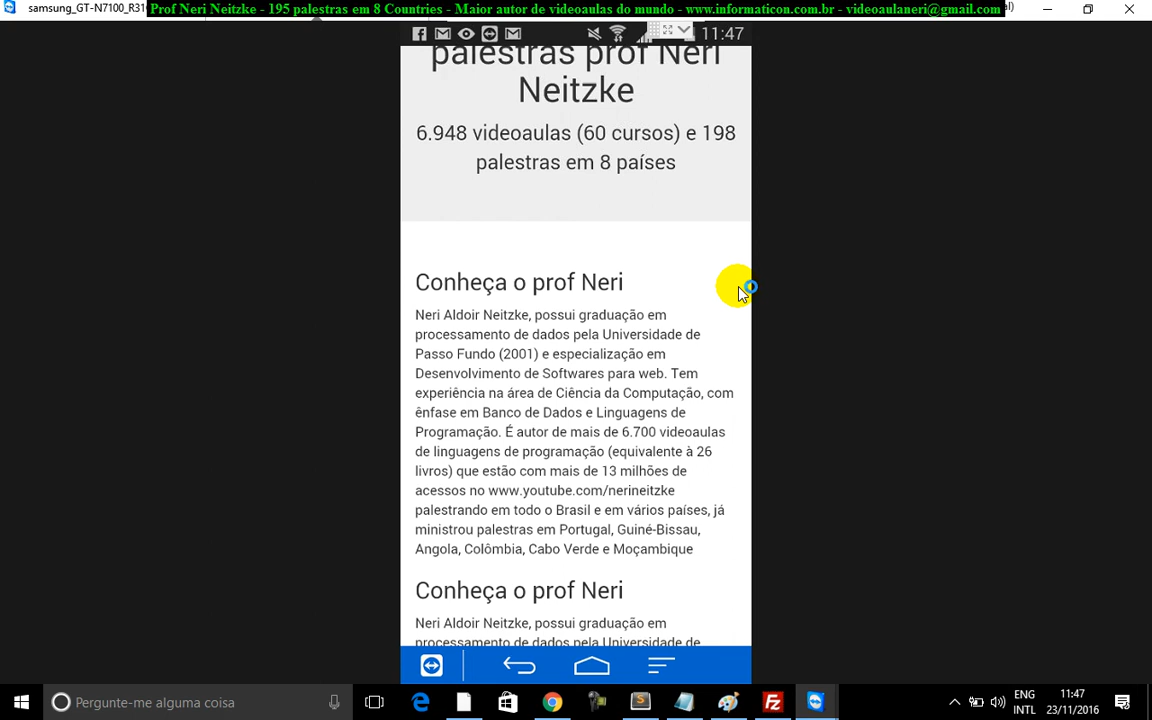 samsung_GT-N7100_R31
Prof Neri Neitzke - 195 palestras em 8 Countries - Maior autor de videoaulas do mundo - www.informaticon.com.br - videoaulaneri@gmail.com
11:47
palestras prof Neri
Neitzke
6.948 videoaulas (60 cursos) e 198
palestras em 8 países
Conheça o prof Neri
Neri Aldoir Neitzke, possui graduação em
processamento de dados pela Universidade de
Passo Fundo (2001) e especialização em
Desenvolvimento de Softwares para web. Tem
experiência na área de Ciência da Computação, com
ênfase em Banco de Dados e Linguagens de
Programação. É autor de mais de 6.700 videoaulas
de linguagens de programação (equivalente à 26
livros) que estão com mais de 13 milhões de
acessos no www.youtube.com/nerineitzke
palestrando em todo o Brasil e em vários países, já
ministrou palestras em Portugal, Guiné-Bissau,
Angola, Colômbia, Cabo Verde e Moçambique
Conheça o prof Neri
Neri Aldoir Neitzke, possui graduação em
processamento de dados pela Universidade de
Pergunte-me alguma coisa
ENG
INTL
11:47
23/11/2016